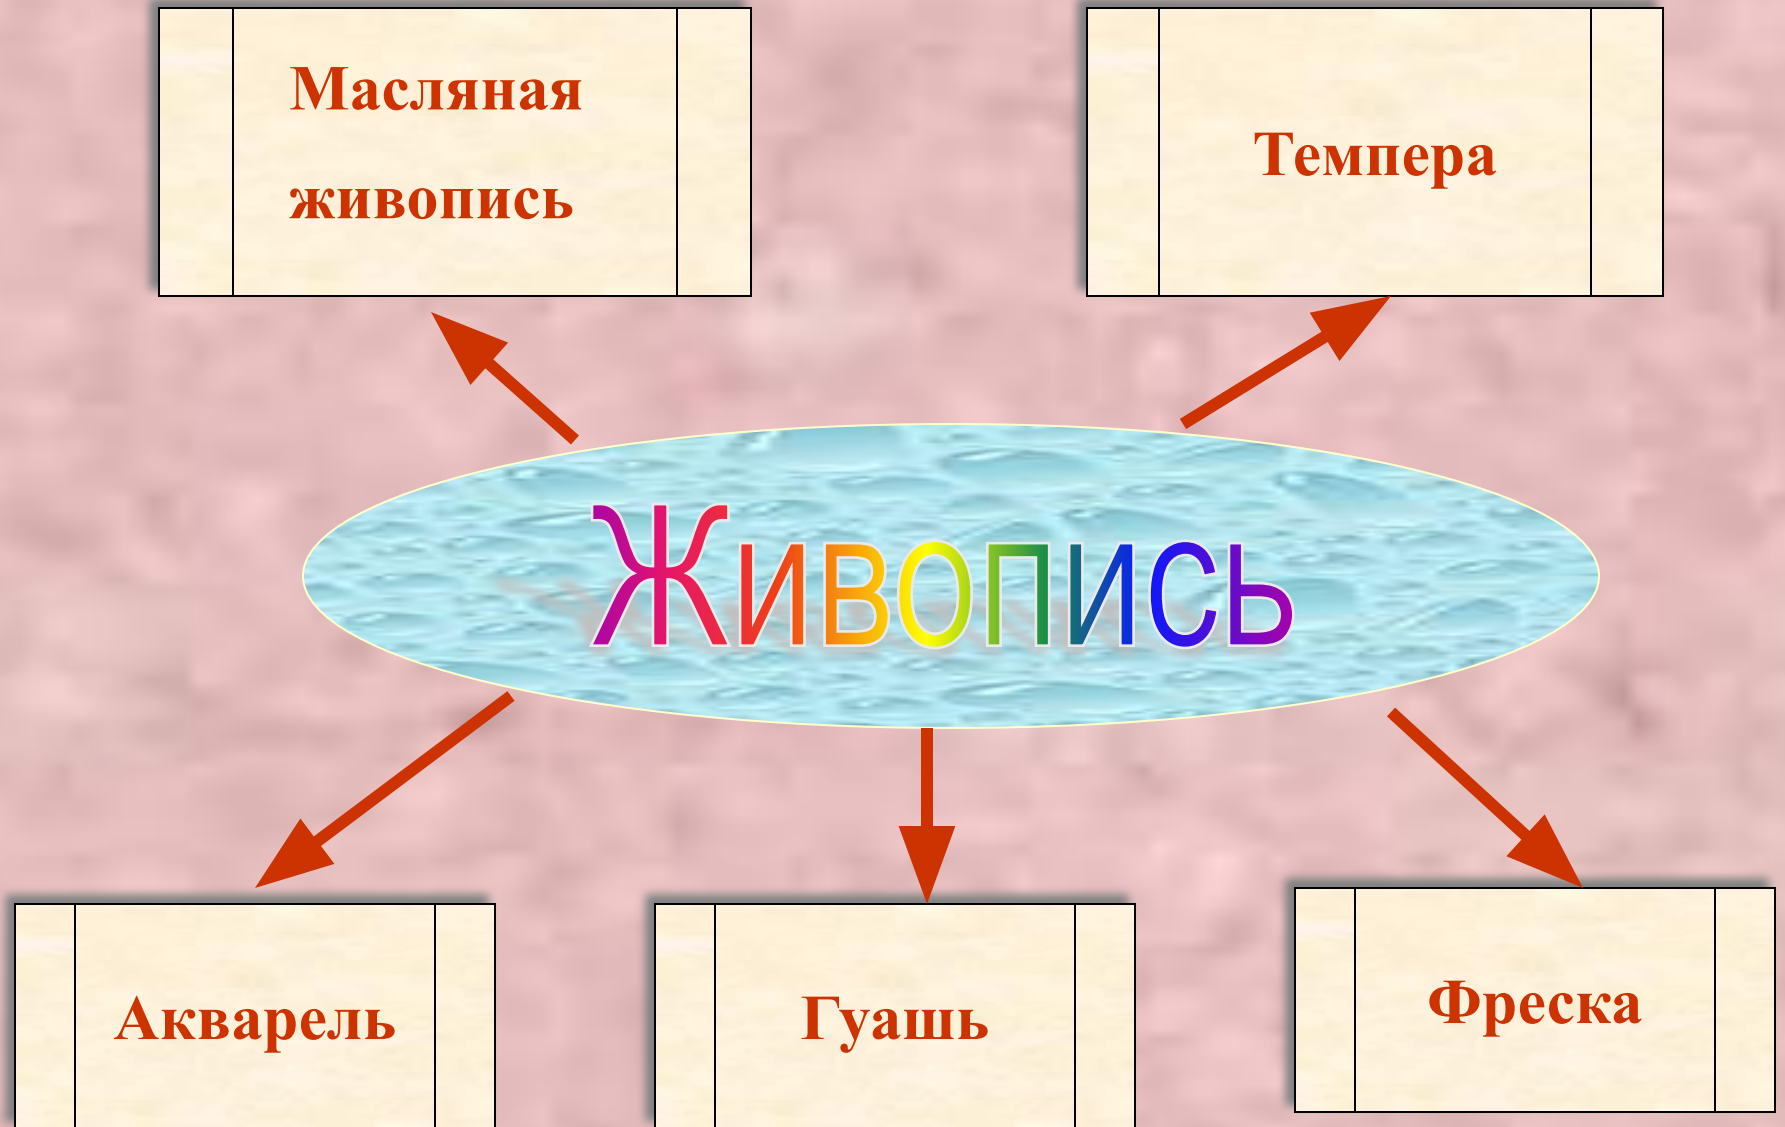 Масляная
живопись
Темпера
Живопись
Акварель
Гуашь
Фреска